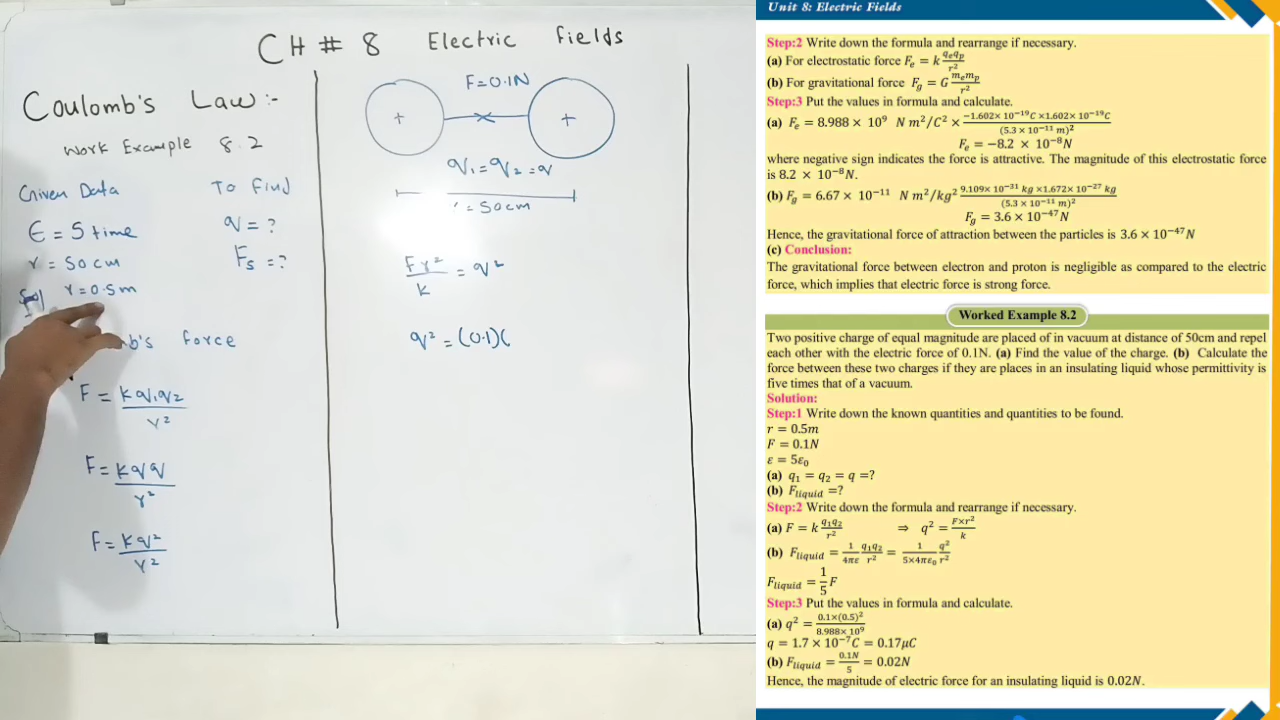 CH # 8 Electric Fields
Coulomb's Law :-
Work Example 8.2
Given Data To Find
ϵ = 5 time q = ?
r = 50 cm Fs = ?
Sol r = 0.5m
b's force
F = kq₁q₂/r²
F = kqq/r²
F = kq²/r²
F = 0.1N
+ +
q₁ = q₂ = q
r = 50cm
Fr²/k = q²
q² = (0.1)(
Unit 8: Electric Fields
Step:2 Write down the formula and rearrange if necessary.
(a) For electrostatic force Fₑ = k qₑqₚ/r²
(b) For gravitational force F_g = G mₑmₚ/r²
Step:3 Put the values in formula and calculate.
(a) Fₑ = 8.988 × 10⁹ N m²/C² × −1.602×10⁻¹⁹C ×1.602×10⁻¹⁹C/(5.3 ×10⁻¹¹ m)²
Fₑ = −8.2 × 10⁻⁸N
where negative sign indicates the force is attractive. The magnitude of this electrostatic force
is 8.2 × 10⁻⁸N.
(b) F_g = 6.67 × 10⁻¹¹ N m²/kg² 9.109×10⁻³¹ kg ×1.672×10⁻²⁷ kg/(5.3 ×10⁻¹¹ m)²
F_g = 3.6 × 10⁻⁴⁷N
Hence, the gravitational force of attraction between the particles is 3.6 × 10⁻⁴⁷N
(c) Conclusion:
The gravitational force between electron and proton is negligible as compared to the electric
force, which implies that electric force is strong force.
Worked Example 8.2
Two positive charge of equal magnitude are placed of in vacuum at distance of 50cm and repel
each other with the electric force of 0.1N. (a) Find the value of the charge. (b) Calculate the
force between these two charges if they are places in an insulating liquid whose permittivity is
five times that of a vacuum.
Solution:
Step:1 Write down the known quantities and quantities to be found.
r = 0.5m
F = 0.1N
ε = 5ε₀
(a) q₁ = q₂ = q =?
(b) F_liquid =?
Step:2 Write down the formula and rearrange if necessary.
(a) F = k q₁q₂/r² ⇒ q² = F×r²/k
(b) F_liquid = 1/4πε q₁q₂/r² = 1/5×4πε₀ q²/r²
F_liquid = 1/5 F
Step:3 Put the values in formula and calculate.
(a) q² = 0.1×(0.5)²/8.988×10⁹
q = 1.7 × 10⁻⁷C = 0.17μC
(b) F_liquid = 0.1N/5 = 0.02N
Hence, the magnitude of electric force for an insulating liquid is 0.02N.